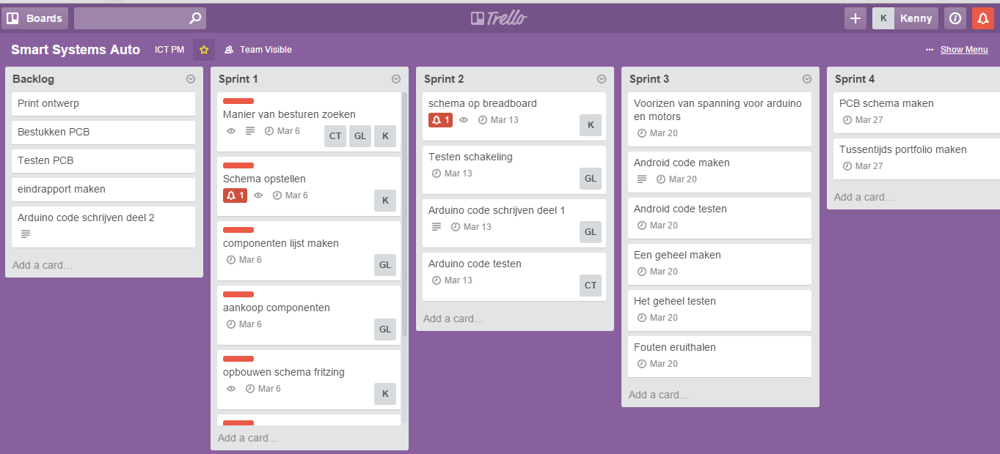 Boards
Trello
K Kenny
Smart Systems Auto ICT PM Team Visible
... Show Menu
Backlog
Print ontwerp
Bestukken PCB
Testen PCB
eindrapport maken
Arduino code schrijven deel 2
Add a card...
Sprint 1
Manier van besturen zoeken
Mar 6
CT GL K
Schema opstellen
1 Mar 6
K
componenten lijst maken
Mar 6
GL
aankoop componenten
Mar 6
GL
opbouwen schema fritzing
Mar 6
K
Add a card...
Sprint 2
schema op breadboard
1 Mar 13
K
Testen schakeling
Mar 13
GL
Arduino code schrijven deel 1
Mar 13
GL
Arduino code testen
Mar 13
CT
Add a card...
Sprint 3
Voorizen van spanning voor arduino
en motors
Mar 20
Android code maken
Mar 20
Android code testen
Mar 20
Een geheel maken
Mar 20
Het geheel testen
Mar 20
Fouten eruithalen
Mar 20
Add a card...
Sprint 4
PCB schema maken
Mar 27
Tussentijds portfolio maken
Mar 27
Add a card...